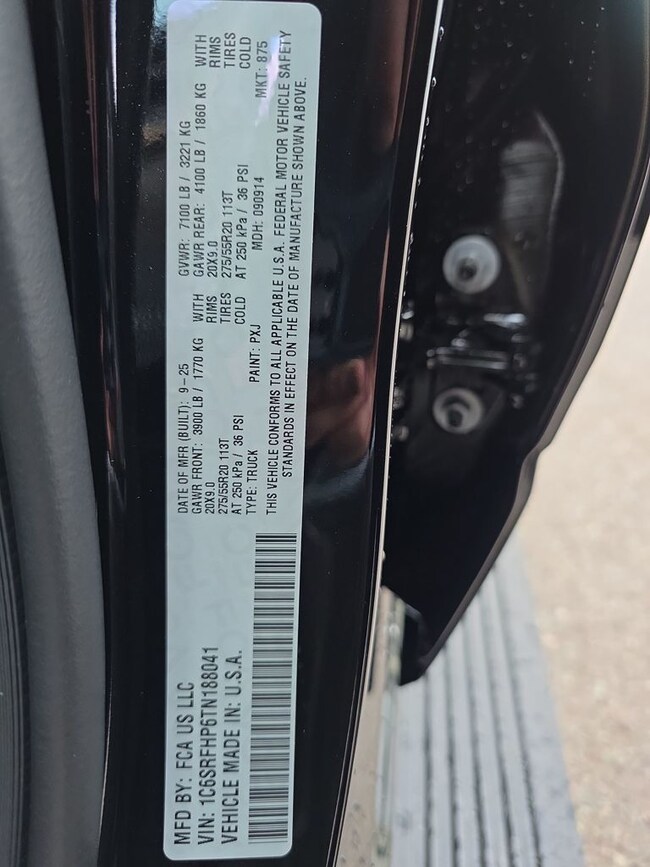 MFD BY: FCA US LLC
VIN: 1C6SRFHP6TN188041
VEHICLE MADE IN: U.S.A.
DATE OF MFR (BUILT): 9-25 GVWR: 7100 LB / 3221 KG
GAWR FRONT: 3900 LB / 1770 KG WITH GAWR REAR: 4100 LB / 1860 KG WITH
20X9.0 RIMS 20X9.0 RIMS
275/55R20 113T TIRES 275/55R20 113T TIRES
AT 250 kPa / 36 PSI COLD AT 250 kPa / 36 PSI COLD
TYPE: TRUCK PAINT: PXJ MDH: 090914 MKT: 875
THIS VEHICLE CONFORMS TO ALL APPLICABLE U.S.A. FEDERAL MOTOR VEHICLE SAFETY
STANDARDS IN EFFECT ON THE DATE OF MANUFACTURE SHOWN ABOVE.